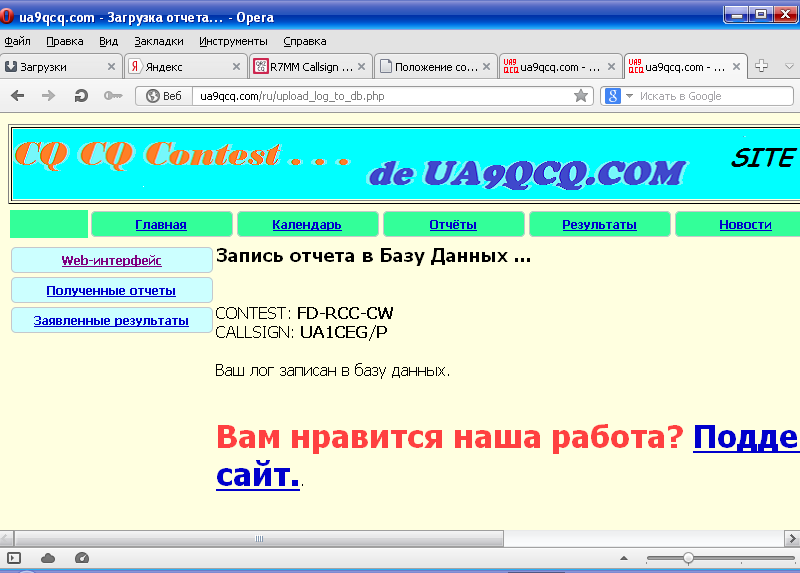 ua9qcq.com - Загрузка отчета... - Opera
Файл Правка Вид Закладки Инструменты Справка
Загрузки Яндекс R7MM Callsign ... Положение со... ua9qcq.com - ... ua9qcq.com - ...
Веб ua9qcq.com/ru/upload_log_to_db.php Искать в Google
CQ CQ Contest . . . de UA9QCQ.COM SITE
Главная Календарь Отчёты Результаты Новости
Web-интерфейс
Полученные отчеты
Заявленные результаты
Запись отчета в Базу Данных ...
CONTEST: FD-RCC-CW
CALLSIGN: UA1CEG/P
Ваш лог записан в базу данных.
Вам нравится наша работа? Подде
сайт..